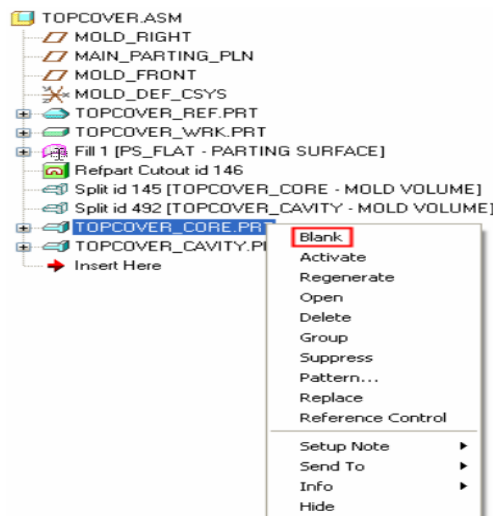 TOPCOVER.ASM
MOLD_RIGHT
MAIN_PARTING_PLN
MOLD_FRONT
MOLD_DEF_CSYS
TOPCOVER_REF.PRT
TOPCOVER_WRK.PRT
Fill 1 [PS_FLAT - PARTING SURFACE]
Refpart Cutout id 146
Split id 145 [TOPCOVER_CORE - MOLD VOLUME]
Split id 492 [TOPCOVER_CAVITY - MOLD VOLUME]
TOPCOVER_CORE.PRT
TOPCOVER_CAVITY.P
Insert Here
Blank
Activate
Regenerate
Open
Delete
Group
Suppress
Pattern...
Replace
Reference Control
Setup Note
Send To
Info
Hide